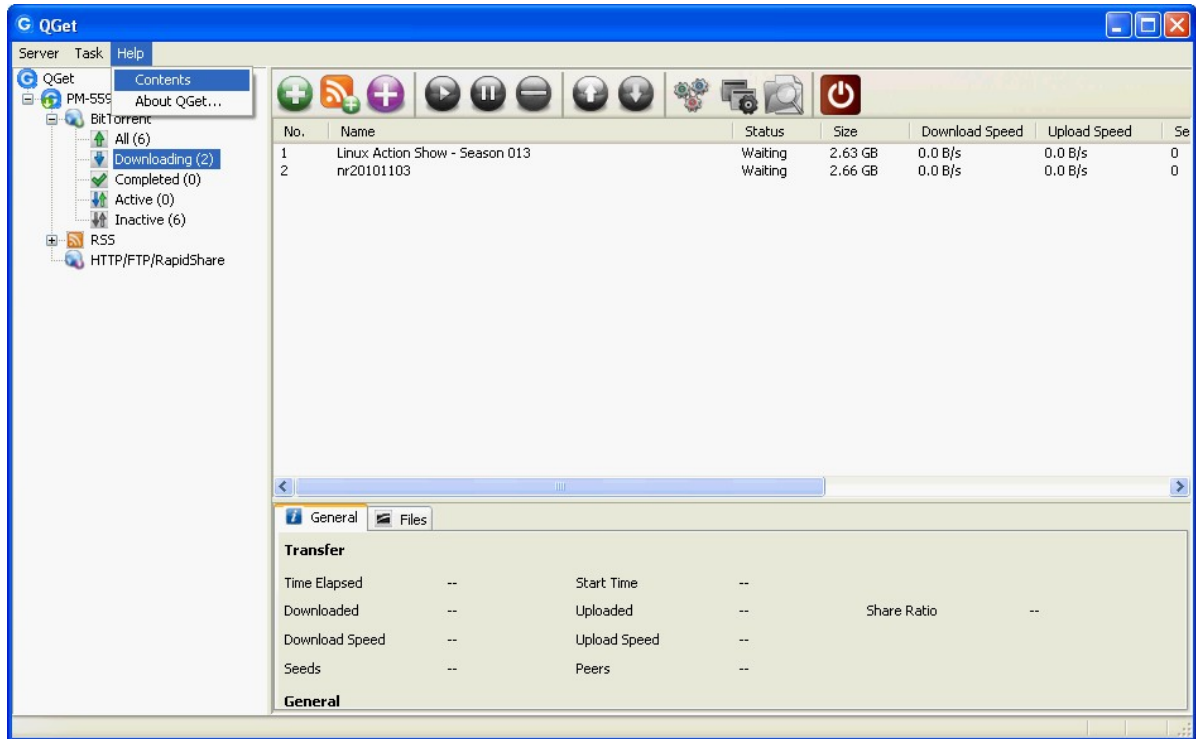 QGet
Server Task Help
Contents
About QGet...
QGet
PM-559
BitTorrent
All (6)
Downloading (2)
Completed (0)
Active (0)
Inactive (6)
RSS
HTTP/FTP/RapidShare
No. Name Status Size Download Speed Upload Speed Se
1 Linux Action Show - Season 013 Waiting 2.63 GB 0.0 B/s 0.0 B/s 0
2 nr20101103 Waiting 2.66 GB 0.0 B/s 0.0 B/s 0
General Files
Transfer
Time Elapsed -- Start Time --
Downloaded -- Uploaded -- Share Ratio --
Download Speed -- Upload Speed --
Seeds -- Peers --
General